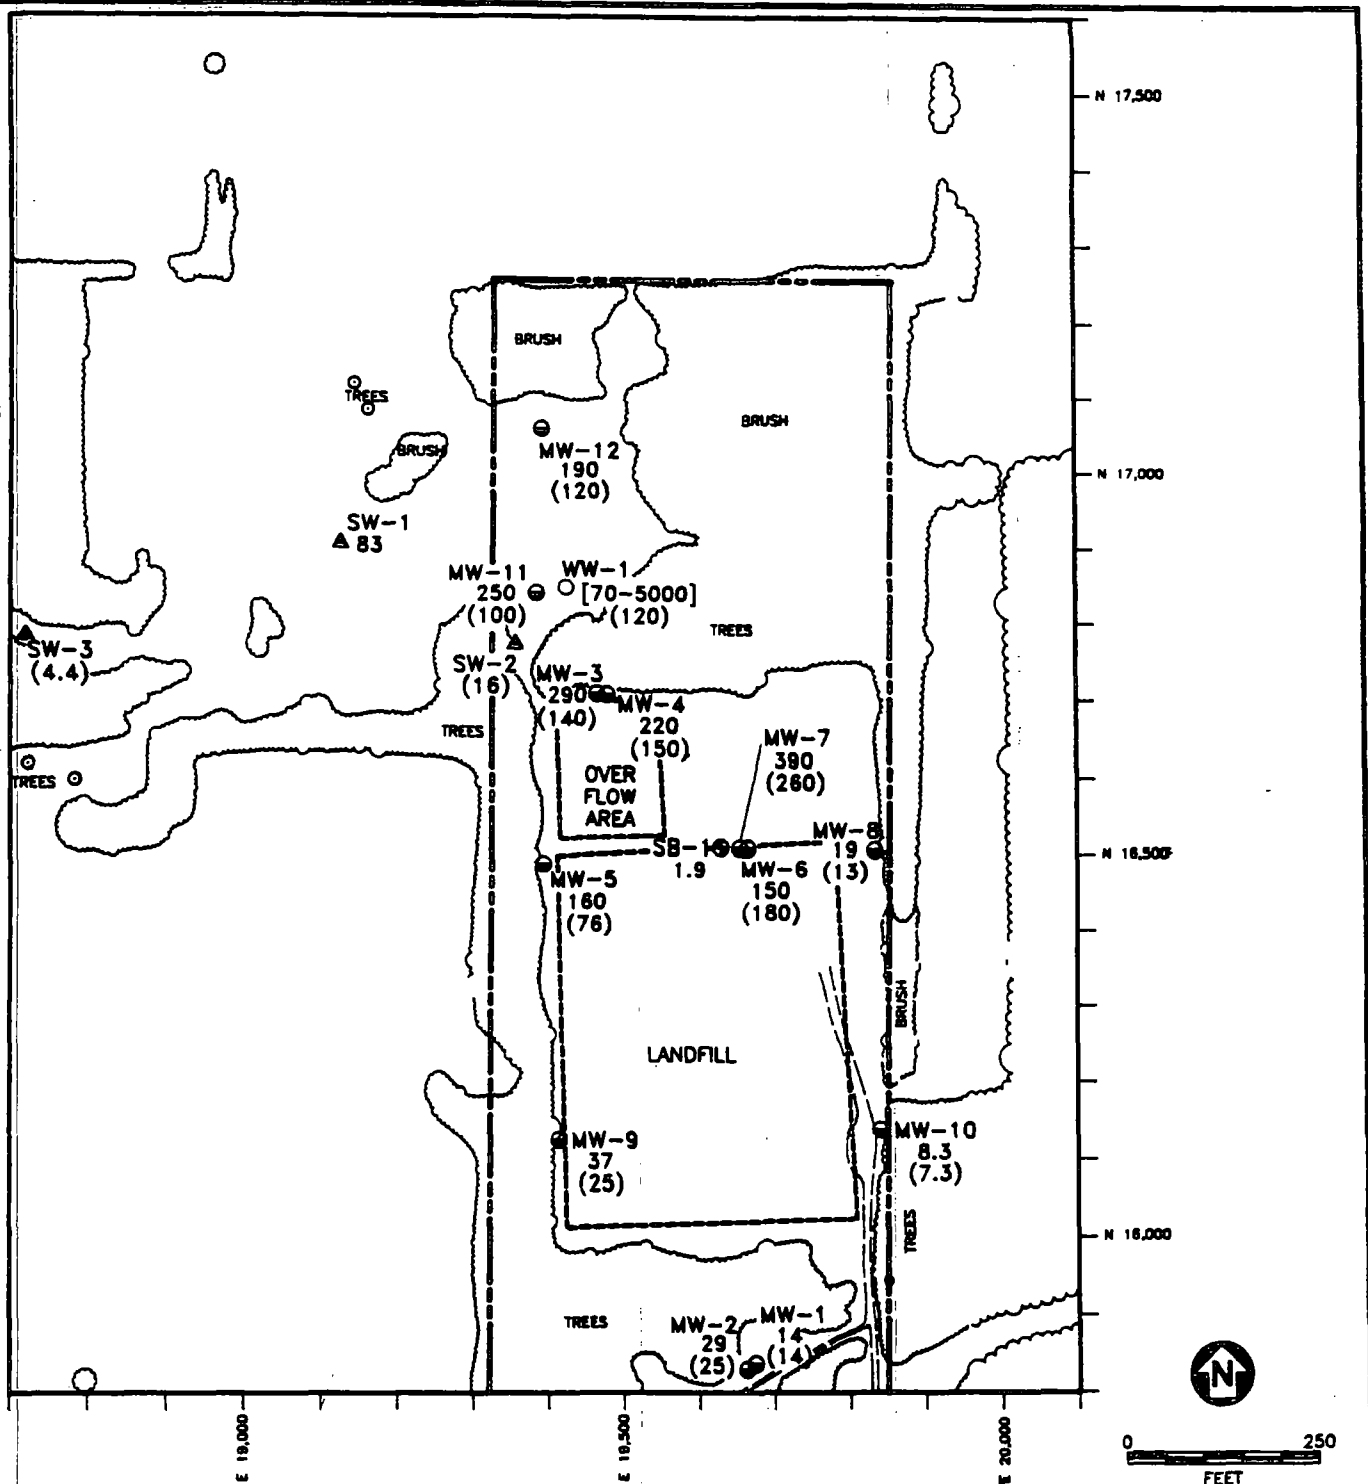 N 17,500
BRUSH
TREES
BRUSH
BRUSH
MW-12
190
(120)
N 17,000
SW-1
83
MW-11
250
(100)
WW-1
[70-5000]
(120)
TREES
SW-3
(4.4)
SW-2
(16)
MW-3
290
(140)
MW-4
220
(150)
TREES
TREES
MW-7
390
(260)
OVER
FLOW
AREA
MW-8
19
(13)
SB-1
1.9
MW-6
150
(180)
N 16,500
MW-5
160
(76)
BRUSH
LANDFILL
MW-9
37
(25)
MW-10
8.3
(7.3)
TREES
N 16,000
TREES
MW-2
29
(25)
MW-1
14
(14)
N
E 19,000
E 19,500
E 20,000
0 250
FEET